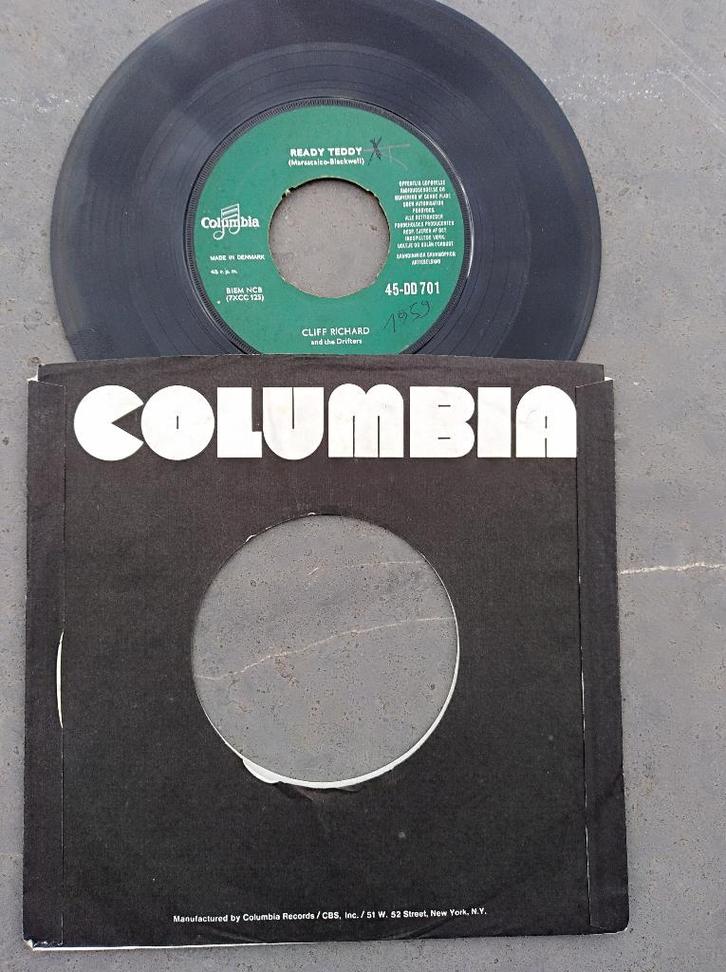 READY TEDDY
(Marascalco-Blackwell)
Columbia
MADE IN DENMARK
45 r.p.m.
BIEM NCB
(7XCC 125)
45-DD 701
1959
CLIFF RICHARD
and the Drifters
COLUMBIA
Manufactured by Columbia Records / CBS, Inc. / 51 W. 52 Street, New York, N.Y.